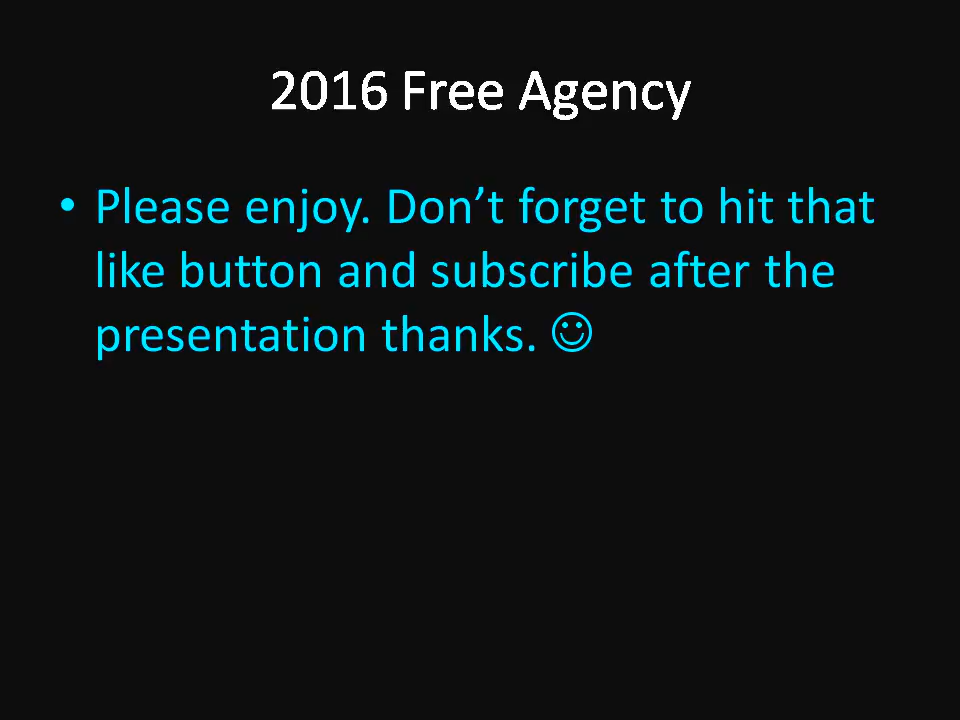 2016 Free Agency
• Please enjoy. Don’t forget to hit that
like button and subscribe after the
presentation thanks. ☺